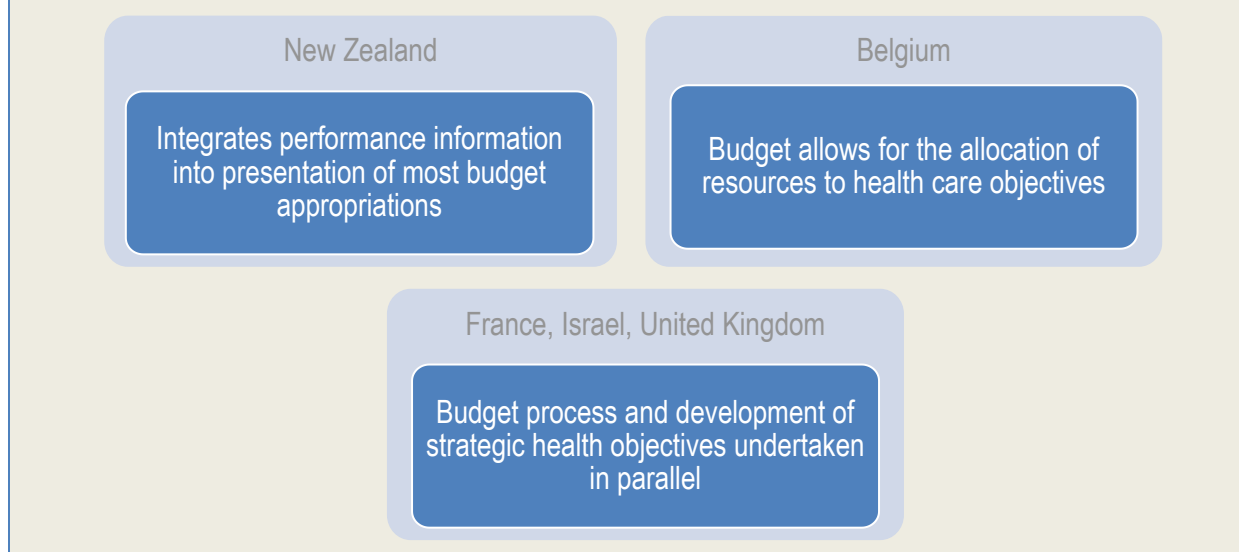 New Zealand
Integrates performance information
into presentation of most budget
appropriations
Belgium
Budget allows for the allocation of
resources to health care objectives
France, Israel, United Kingdom
Budget process and development of
strategic health objectives undertaken
in parallel